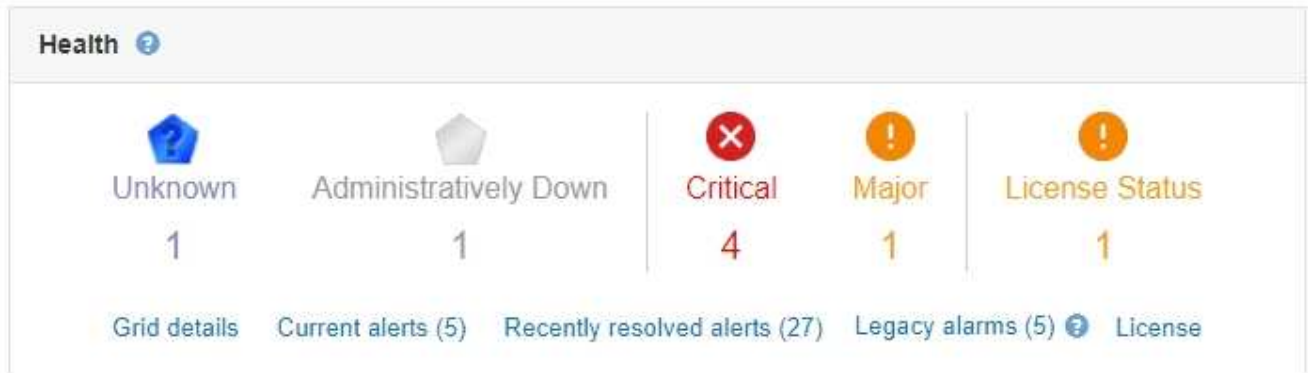 Health ?
?
Unknown Administratively Down Critical Major License Status
1 1 4 1 1
Grid details Current alerts (5) Recently resolved alerts (27) Legacy alarms (5) ? License